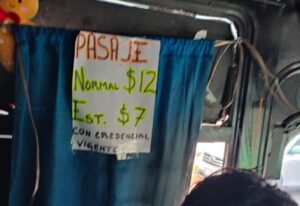 PASAJE
NORMAL $12
EST. $7
CON CREDENCIAL
VIGENTE